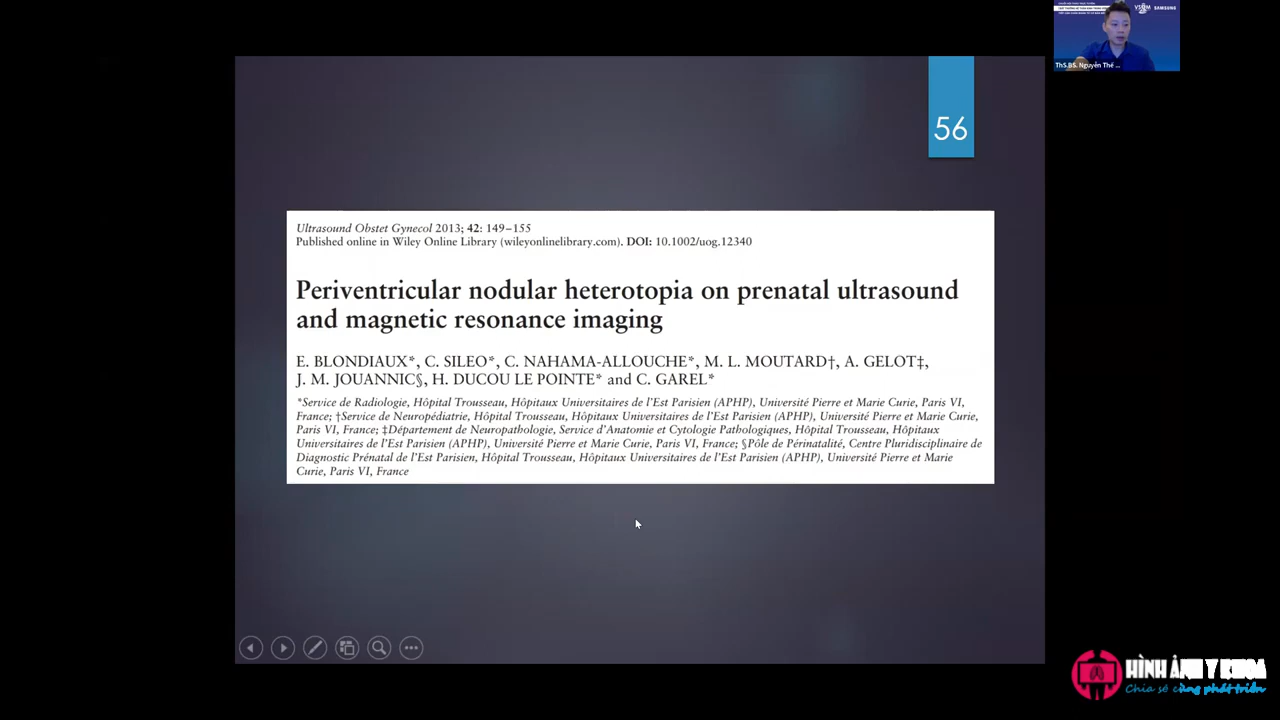 56
Ultrasound Obstet Gynecol 2013; 42: 149–155
Published online in Wiley Online Library (wileyonlinelibrary.com). DOI: 10.1002/uog.12340
Periventricular nodular heterotopia on prenatal ultrasound
and magnetic resonance imaging
E. BLONDIAUX*, C. SILEO*, C. NAHAMA-ALLOUCHE*, M. L. MOUTARD†, A. GELOT‡,
J. M. JOUANNIC§, H. DUCOU LE POINTE* and C. GAREL*
*Service de Radiologie, Hôpital Trousseau, Hôpitaux Universitaires de l'Est Parisien (APHP), Université Pierre et Marie Curie, Paris VI,
France; †Service de Neuropédiatrie, Hôpital Trousseau, Hôpitaux Universitaires de l'Est Parisien (APHP), Université Pierre et Marie Curie,
Paris VI, France; ‡Département de Neuropathologie, Service d'Anatomie et Cytologie Pathologiques, Hôpital Trousseau, Hôpitaux
Universitaires de l'Est Parisien (APHP), Université Pierre et Marie Curie, Paris VI, France; §Pôle de Périnatalité, Centre Pluridisciplinaire de
Diagnostic Prénatal de l'Est Parisien, Hôpital Trousseau, Hôpitaux Universitaires de l'Est Parisien (APHP), Université Pierre et Marie
Curie, Paris VI, France
SAMSUNG
ThS.BS. Nguyễn Thế ...
HÌNH ẢNH Y KHOA
Chia sẻ cùng phát triển